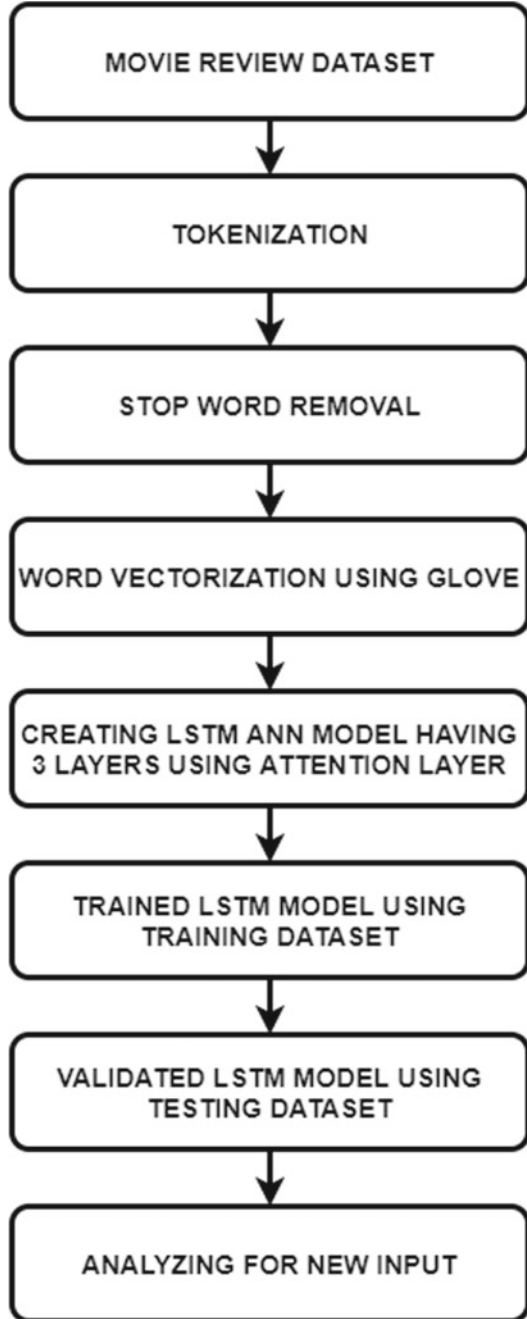 MOVIE REVIEW DATASET
TOKENIZATION
STOP WORD REMOVAL
WORD VECTORIZATION USING GLOVE
CREATING LSTM ANN MODEL HAVING
3 LAYERS USING ATTENTION LAYER
TRAINED LSTM MODEL USING
TRAINING DATASET
VALIDATED LSTM MODEL USING
TESTING DATASET
ANALYZING FOR NEW INPUT